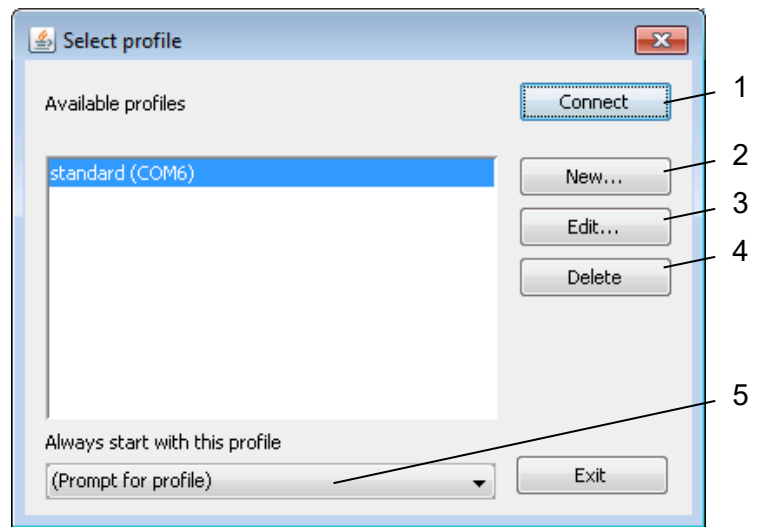 Select profile
Available profiles
Connect
1
standard (COM6)
New...
2
Edit...
3
Delete
4
5
Always start with this profile
(Prompt for profile)
Exit